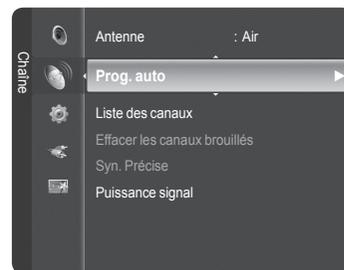 Chaîne
Antenne : Air
Prog. auto
Liste des canaux
Effacer les canaux brouillés
Syn. Précise
Puissance signal